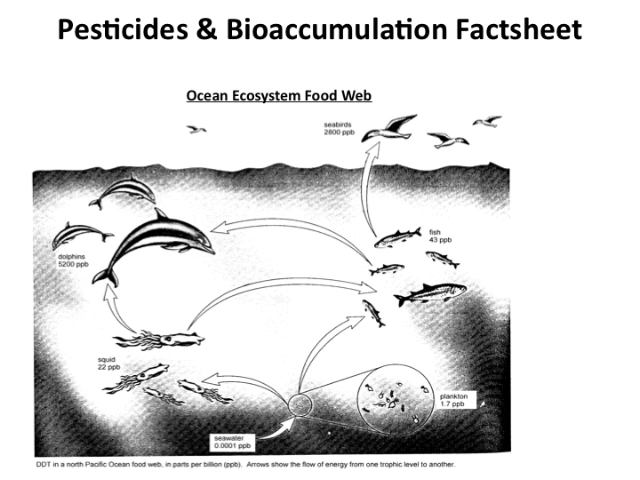 Pesticides & Bioaccumulation Factsheet
Ocean Ecosystem Food Web
seabirds
2800 ppb
fish
43 ppb
dolphins
5200 ppb
squid
22 ppb
plankton
1.7 ppb
seawater
0.0001 ppb
DDT in a north Pacific Ocean food web, in parts per billion (ppb). Arrows show the flow of energy from one trophic level to another.